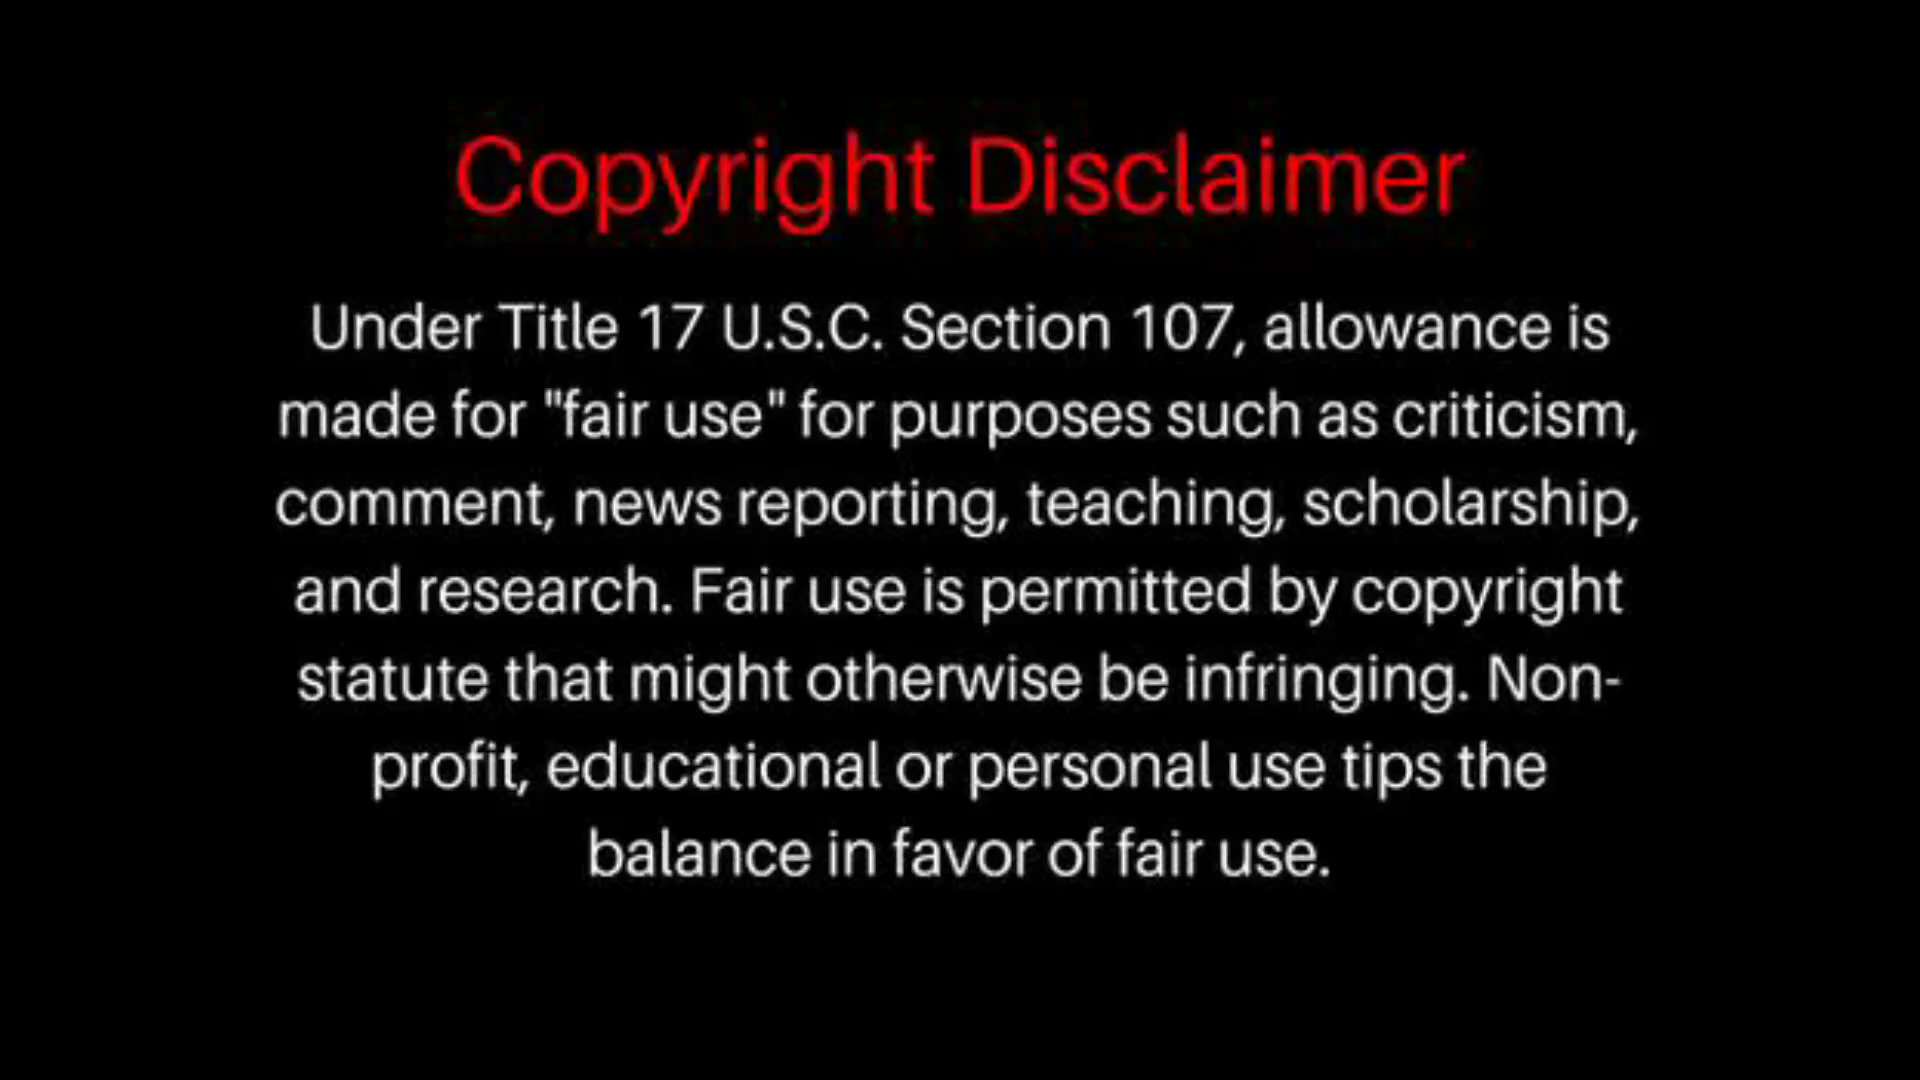 Copyright Disclaimer
Under Title 17 U.S.C. Section 107, allowance is
made for "fair use" for purposes such as criticism,
comment, news reporting, teaching, scholarship,
and research. Fair use is permitted by copyright
statute that might otherwise be infringing. Non-
profit, educational or personal use tips the
balance in favor of fair use.